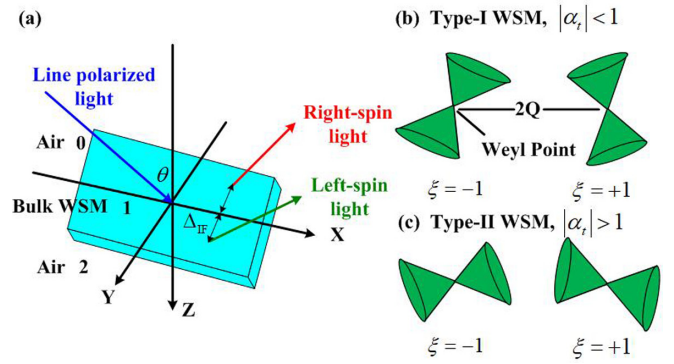 (a)
Line polarized
light
Air 0
θ
Bulk WSM 1
Air 2
Y
Z
X
Δ_IF
Right-spin
light
Left-spin
light
(b) Type-I WSM, |α_t| < 1
2Q
Weyl Point
ξ = −1
ξ = +1
(c) Type-II WSM, |α_t| > 1
ξ = −1
ξ = +1